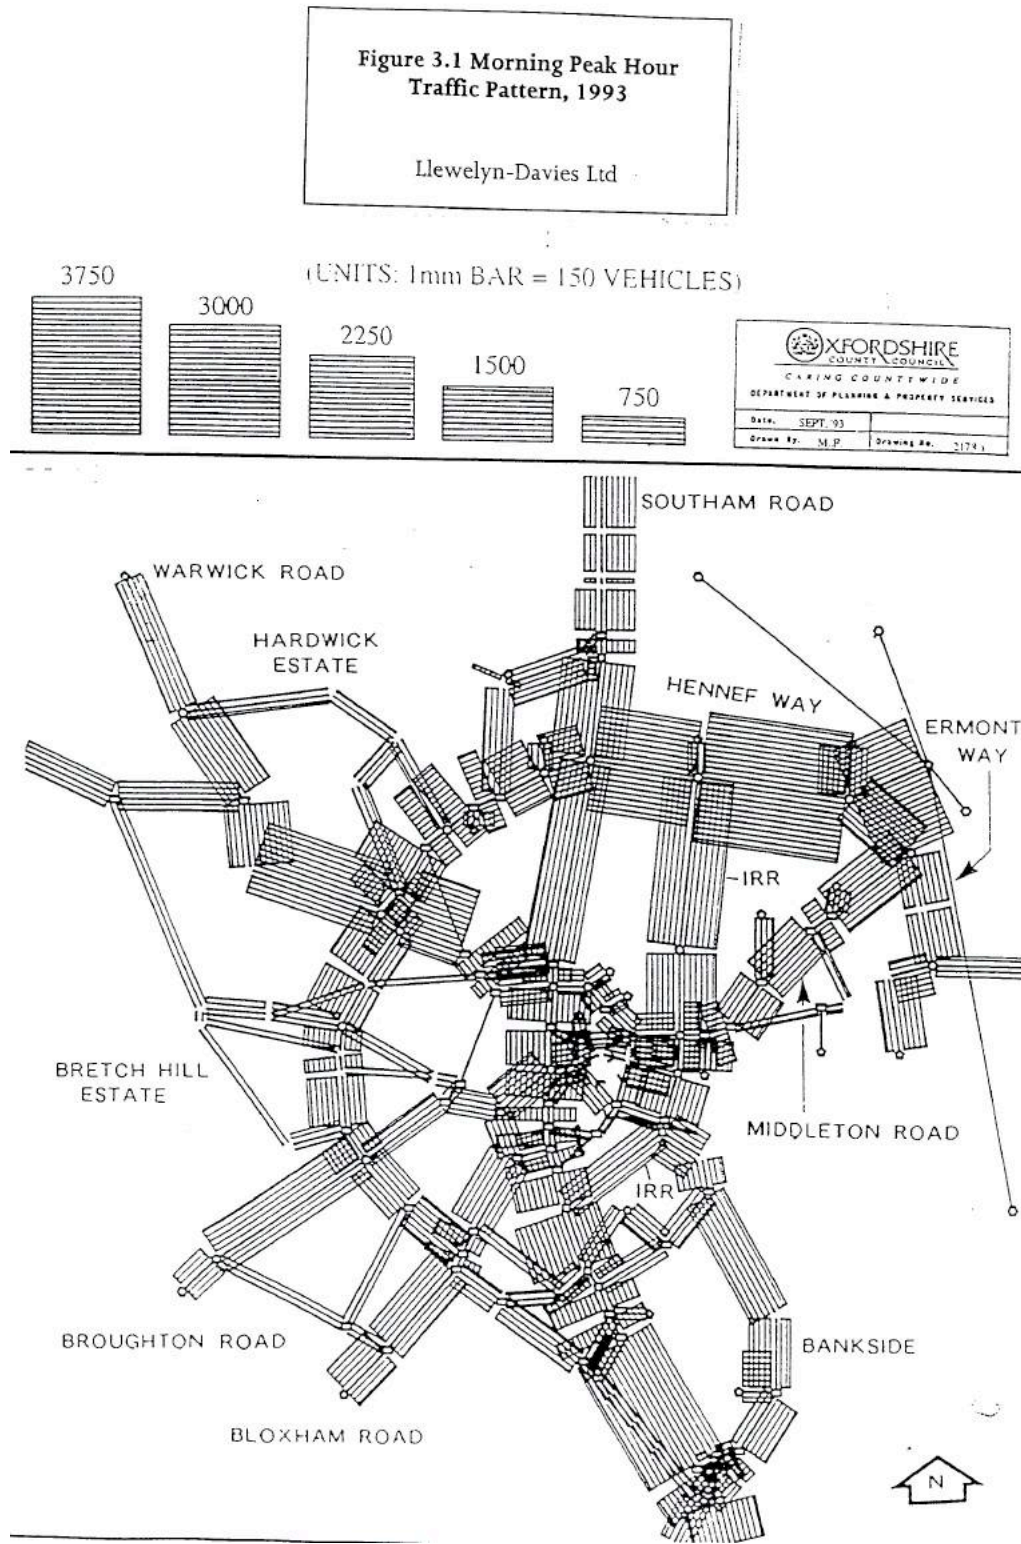 Figure 3.1 Morning Peak Hour
Traffic Pattern, 1993
Llewelyn-Davies Ltd
(UNITS: 1mm BAR = 150 VEHICLES)
3750
3000
2250
1500
750
OXFORDSHIRE
COUNTY COUNCIL
CARING COUNTYWIDE
DEPARTMENT OF PLANNING & PROPERTY SERVICES
Date. SEPT. '93
Drawn By. M.P. Drawing No.
SOUTHAM ROAD
WARWICK ROAD
HARDWICK
ESTATE
HENNEF WAY
ERMONT
WAY
IRR
BRETCH HILL
ESTATE
MIDDLETON ROAD
IRR
BROUGHTON ROAD
BANKSIDE
BLOXHAM ROAD
N